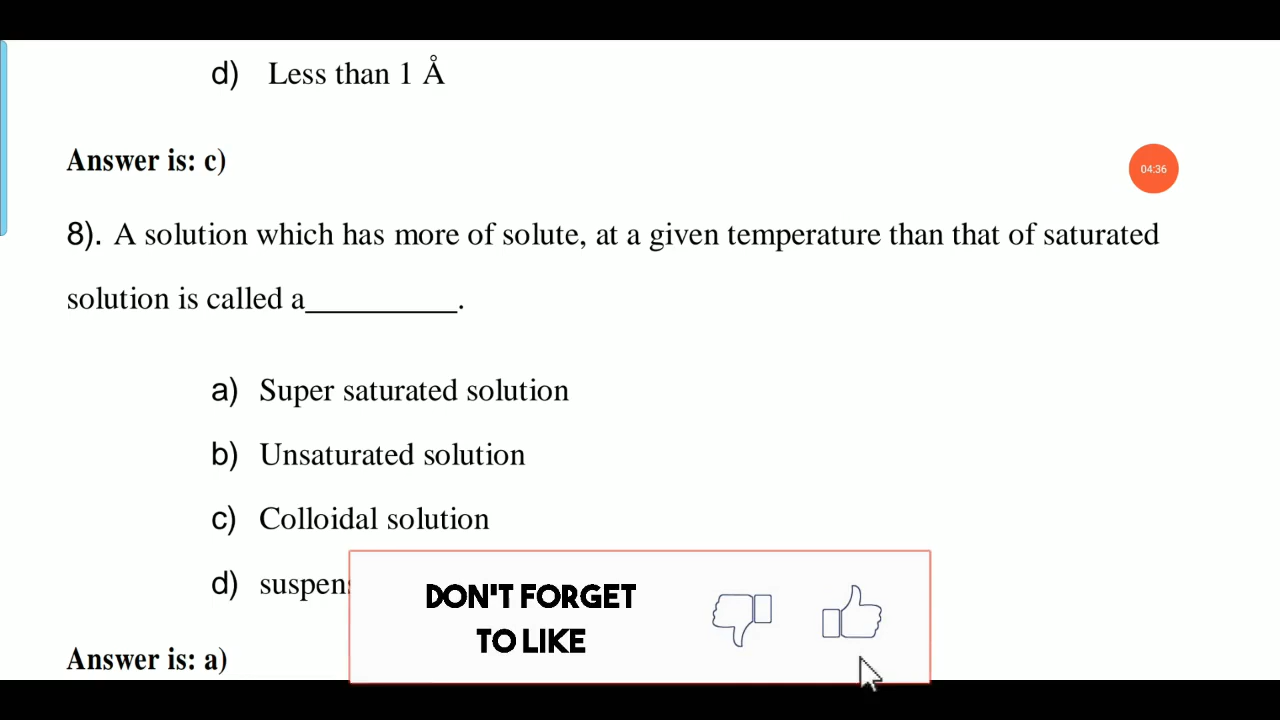 d) Less than 1 Å
Answer is: c)
04:36
8). A solution which has more of solute, at a given temperature than that of saturated
solution is called a__________.
a) Super saturated solution
b) Unsaturated solution
c) Colloidal solution
d)
DON'T FORGET
TO LIKE
Answer is: a)